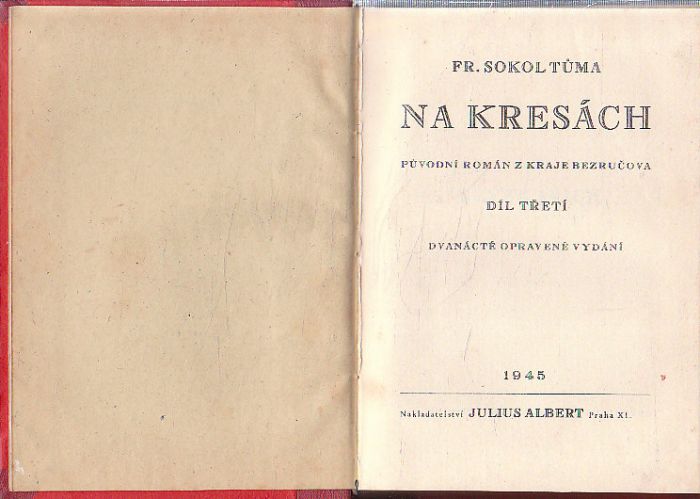 FR. SOKOL TŮMA
NA KRESÁCH
PŮVODNÍ ROMÁN Z KRAJE BEZRUČOVA
DÍL TŘETÍ
DVANÁCTÉ OPRAVENÉ VYDÁNÍ
1945
Nakladatelství JULIUS ALBERT Praha XI.